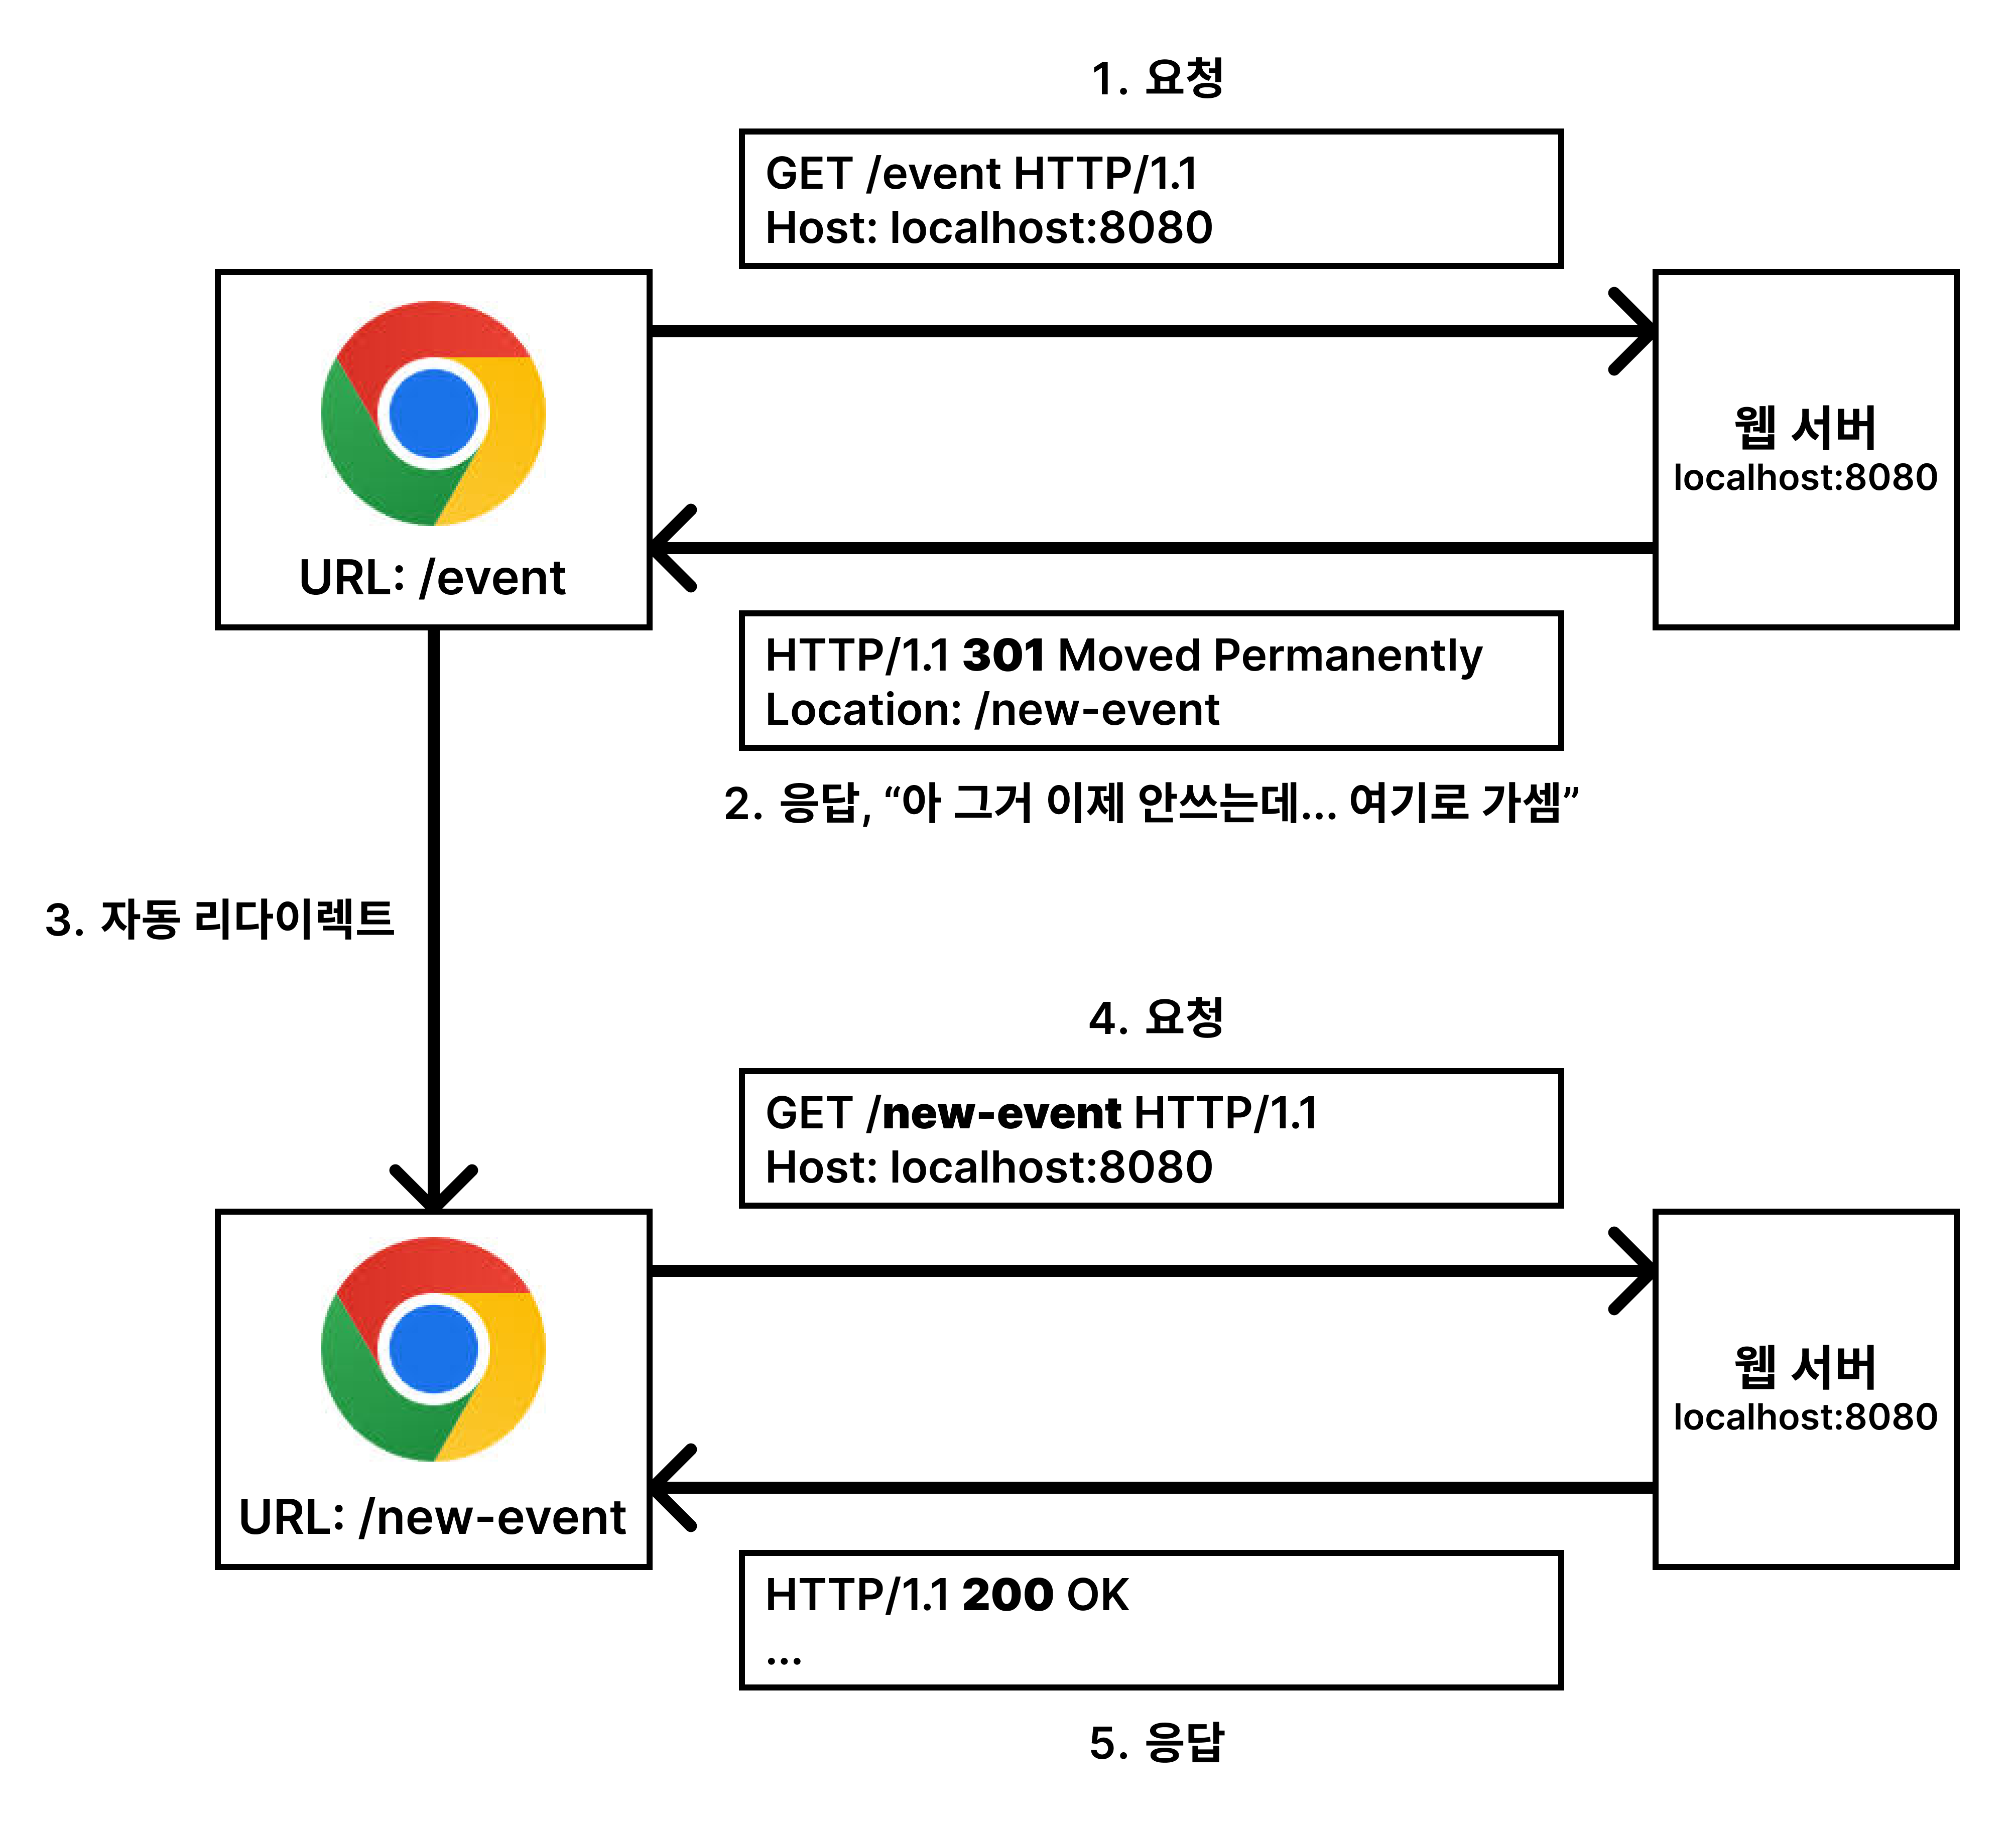 1. 요청
GET /event HTTP/1.1
Host: localhost:8080
URL: /event
웹 서버
localhost:8080
HTTP/1.1 301 Moved Permanently
Location: /new-event
2. 응답, “아 그거 이제 안쓰는데... 여기로 가셈”
3. 자동 리다이렉트
4. 요청
GET /new-event HTTP/1.1
Host: localhost:8080
URL: /new-event
웹 서버
localhost:8080
HTTP/1.1 200 OK
...
5. 응답